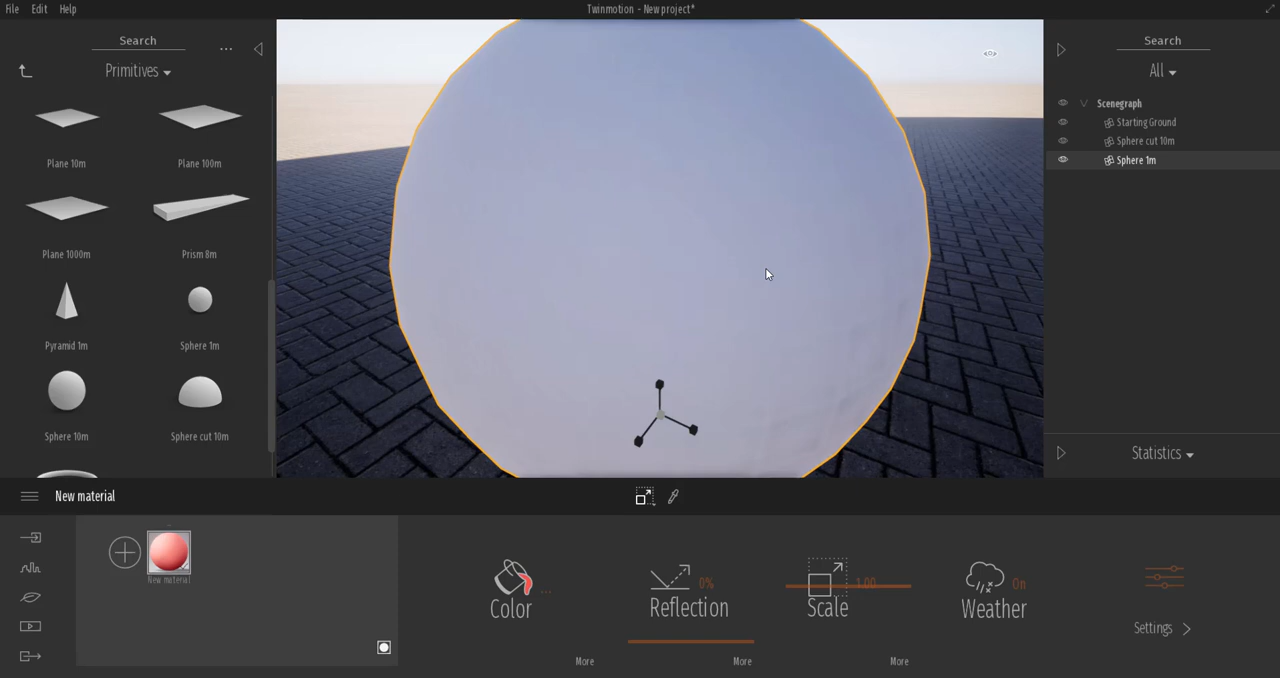 File Edit Help
Twinmotion - New project*
Search
...
Primitives
Plane 10m
Plane 100m
Plane 1000m
Prism 8m
Pyramid 1m
Sphere 1m
Sphere 10m
Sphere cut 10m
Search
All
Scenegraph
Starting Ground
Sphere cut 10m
Sphere 1m
Statistics
New material
New material
Color
...
More
0%
Reflection
More
1.00
Scale
More
On
Weather
Settings